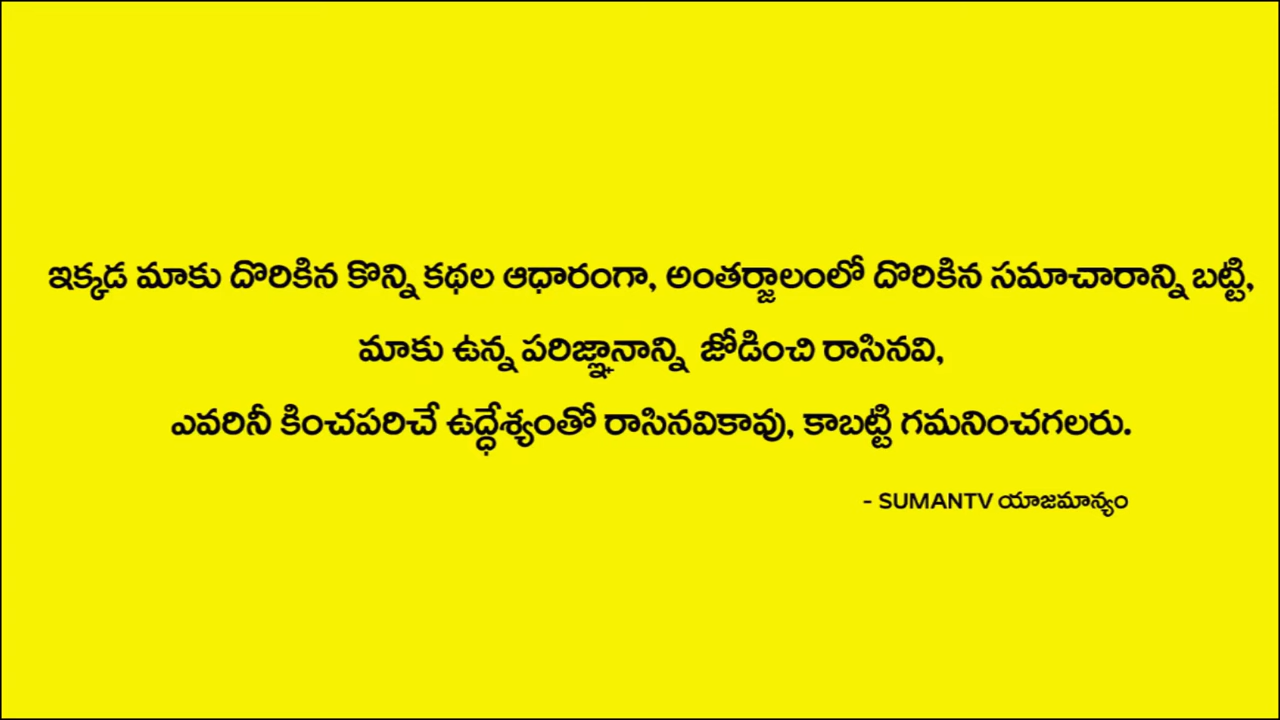 ఇక్కడ మాకు దొరికిన కొన్ని కథల ఆధారంగా, అంతర్జాలంలో దొరికిన సమాచారాన్ని బట్టి,
మాకు ఉన్న పరిజ్ఞానాన్ని జోడించి రాసినవి,
ఎవరినీ కించపరిచే ఉద్ధేశ్యంతో రాసినవికావు, కాబట్టి గమనించగలరు.
- SUMANTV యాజమాన్యం